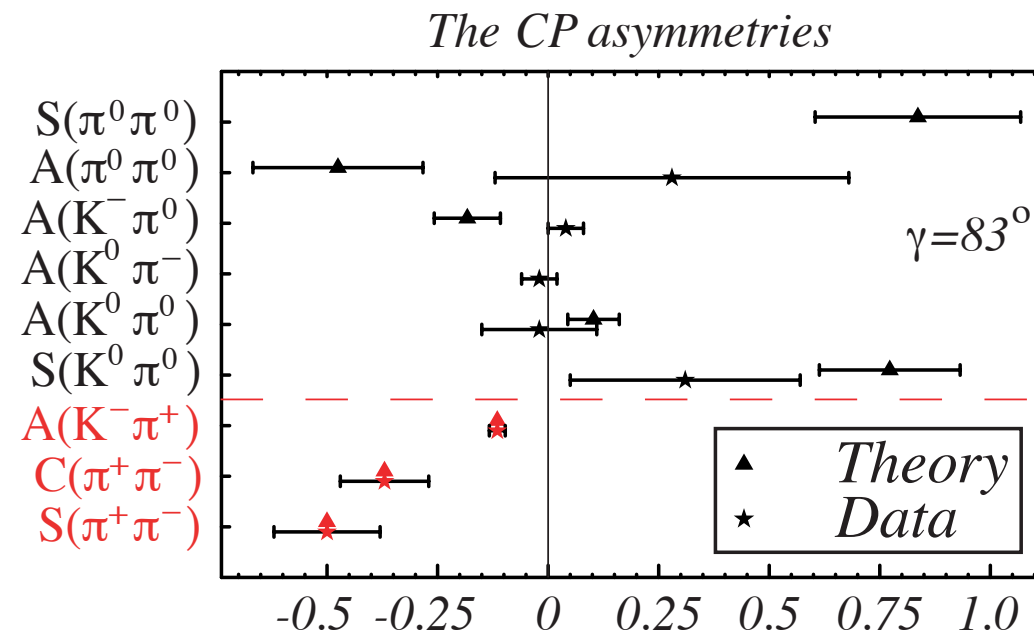 The CP asymmetries
S(π⁰π⁰)
A(π⁰π⁰)
A(K⁻π⁰)
γ=83°
A(K⁰π⁻)
A(K⁰π⁰)
S(K⁰π⁰)
A(K⁻π⁺)
C(π⁺π⁻)
S(π⁺π⁻)
Theory
Data
-0.5 -0.25 0 0.25 0.5 0.75 1.0